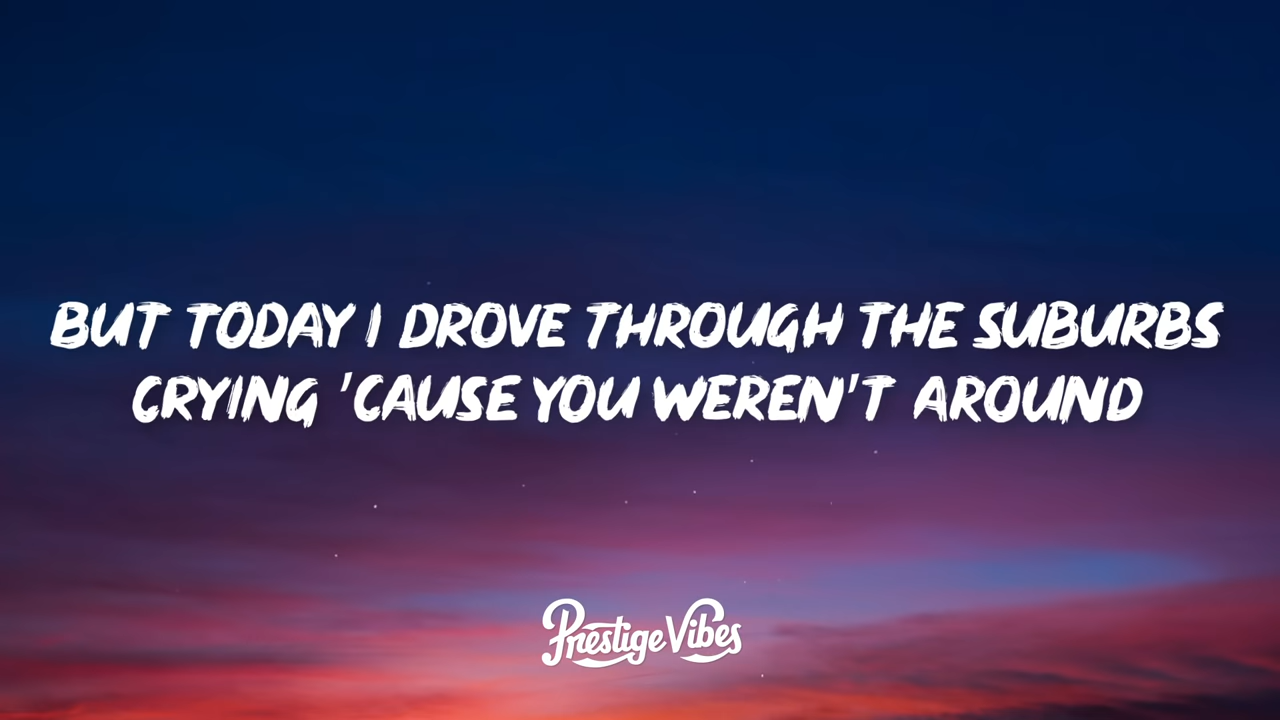 BUT TODAY I DROVE THROUGH THE SUBURBS
CRYING 'CAUSE YOU WEREN'T AROUND
Prestige Vibes